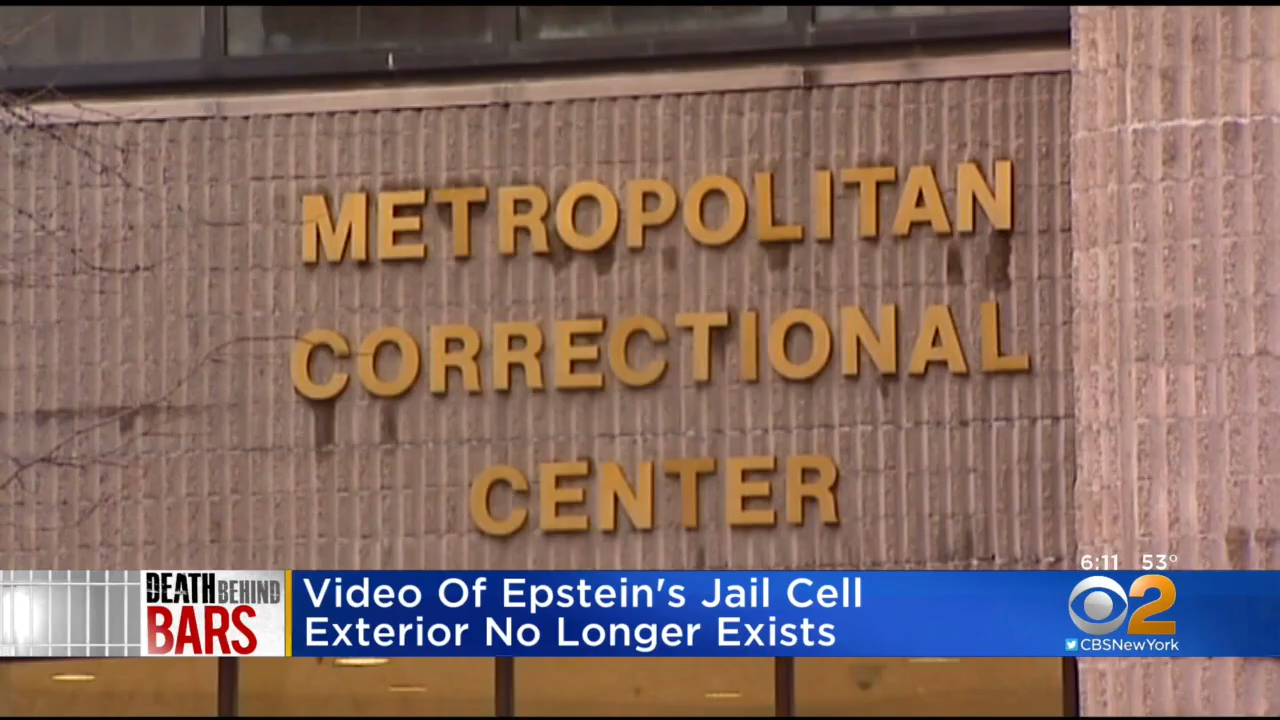 METROPOLITAN
CORRECTIONAL
CENTER
6:11 53°
DEATH BEHIND
BARS
Video Of Epstein's Jail Cell
Exterior No Longer Exists
2
CBSNewYork